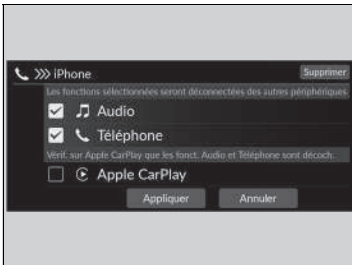 iPhone
Supprimer
Les fonctions sélectionnées seront déconnectées des autres périphériques
Audio
Téléphone
Vérif. sur Apple CarPlay que les fonct. Audio et Téléphone sont décoch.
Apple CarPlay
Appliquer Annuler